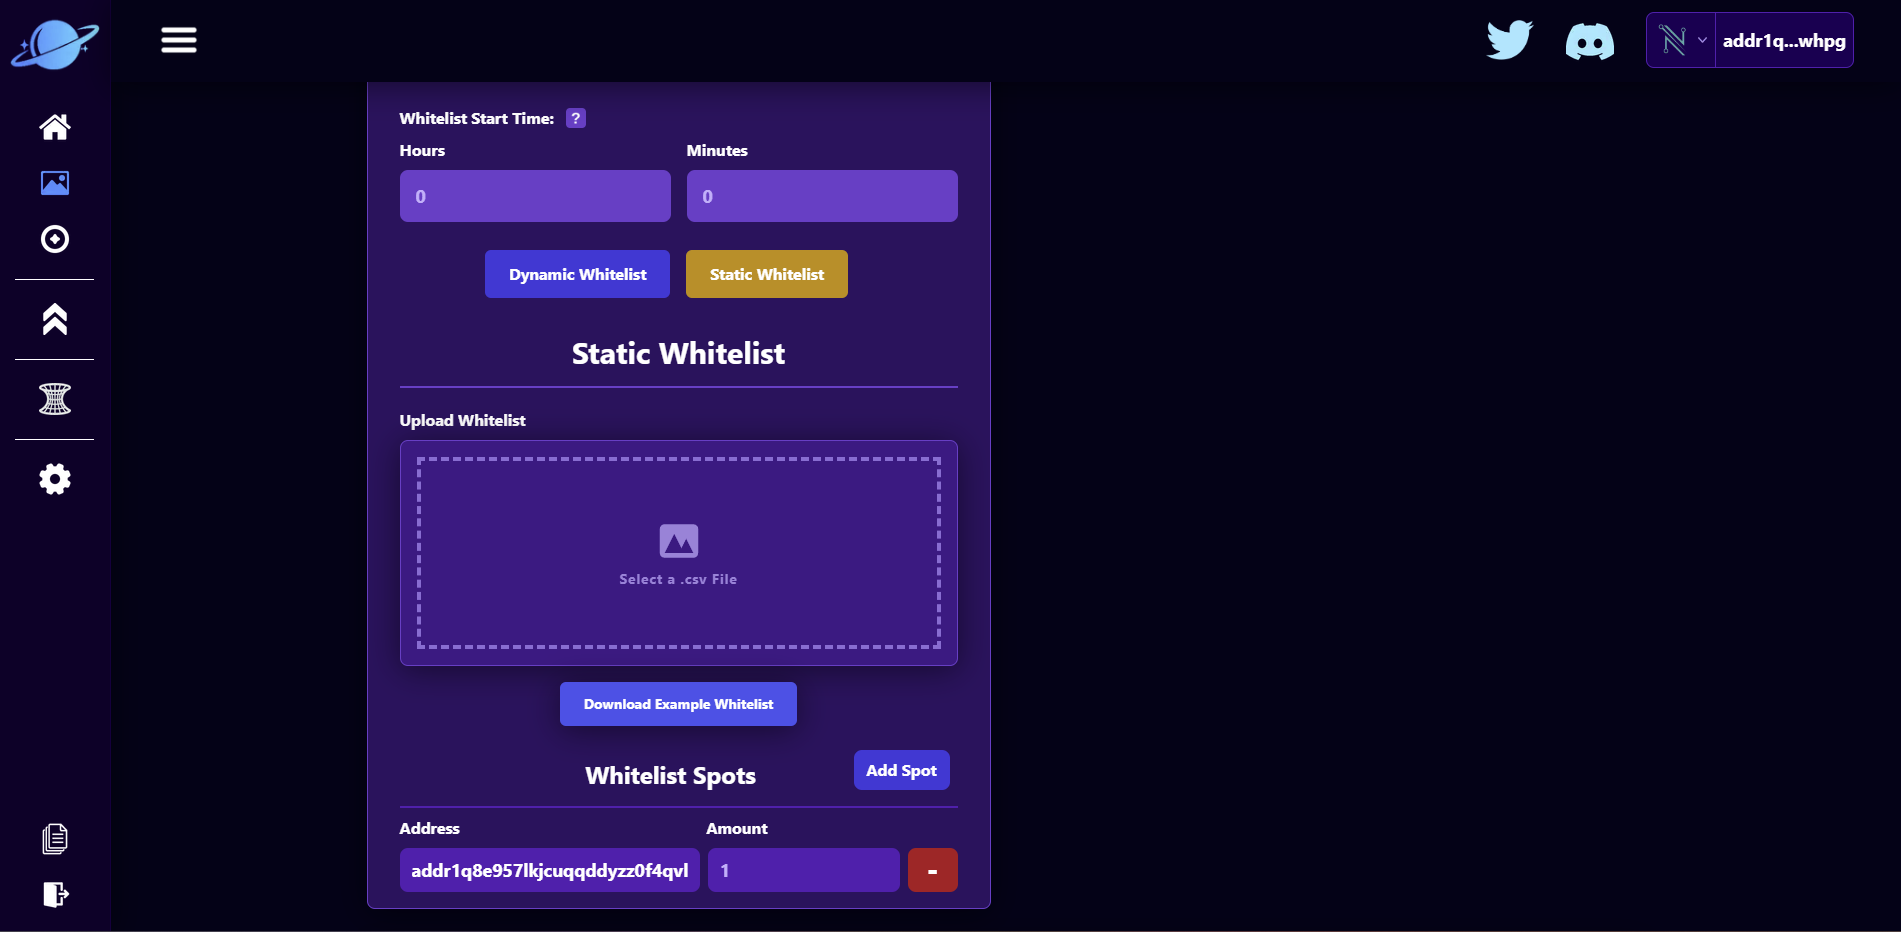 addr1q...whpg
Whitelist Start Time: ?
Hours Minutes
0 0
Dynamic Whitelist Static Whitelist
Static Whitelist
Upload Whitelist
Select a .csv File
Download Example Whitelist
Whitelist Spots Add Spot
Address Amount
addr1q8e957lkjcuqqddyzz0f4qvl 1 -